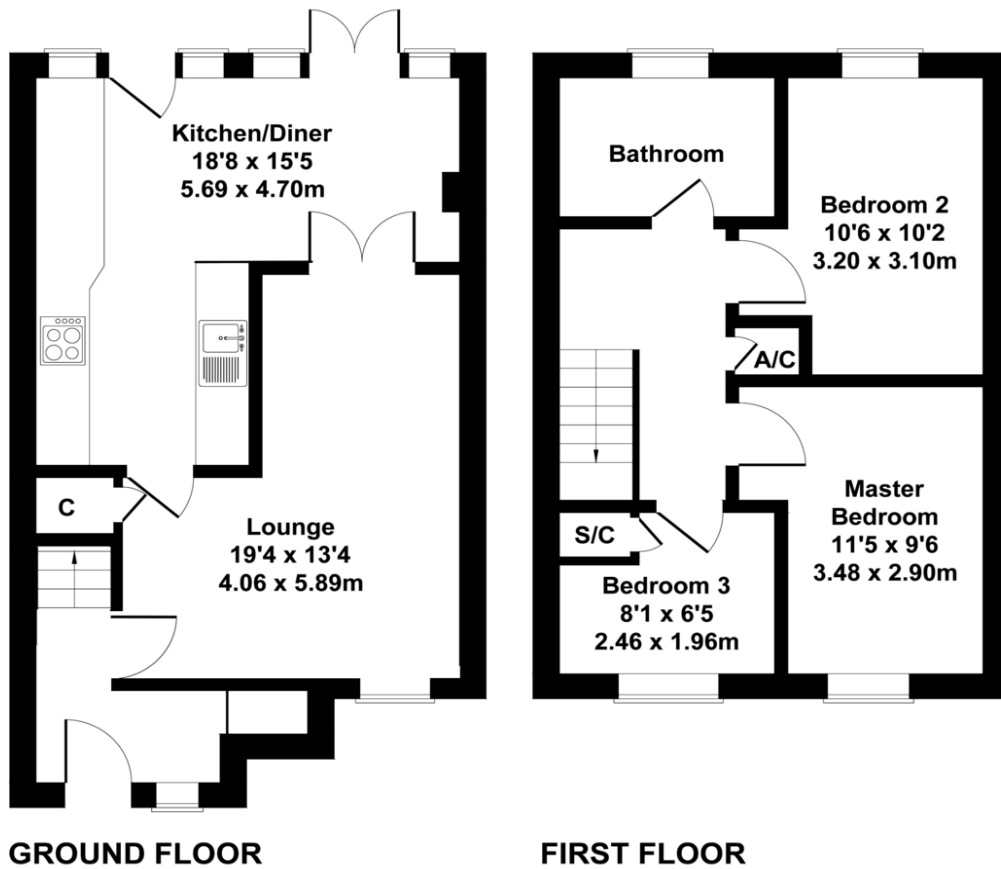 Kitchen/Diner
18'8 x 15'5
5.69 x 4.70m
C
Lounge
19'4 x 13'4
4.06 x 5.89m
GROUND FLOOR
Bathroom
Bedroom 2
10'6 x 10'2
3.20 x 3.10m
A/C
Master
Bedroom
11'5 x 9'6
3.48 x 2.90m
S/C
Bedroom 3
8'1 x 6'5
2.46 x 1.96m
FIRST FLOOR